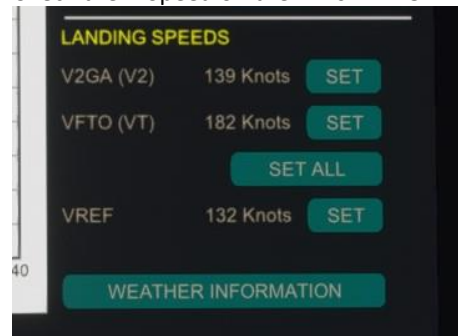 LANDING SPEEDS
V2GA (V2) 139 Knots SET
VFTO (VT) 182 Knots SET
SET ALL
VREF 132 Knots SET
40
WEATHER INFORMATION